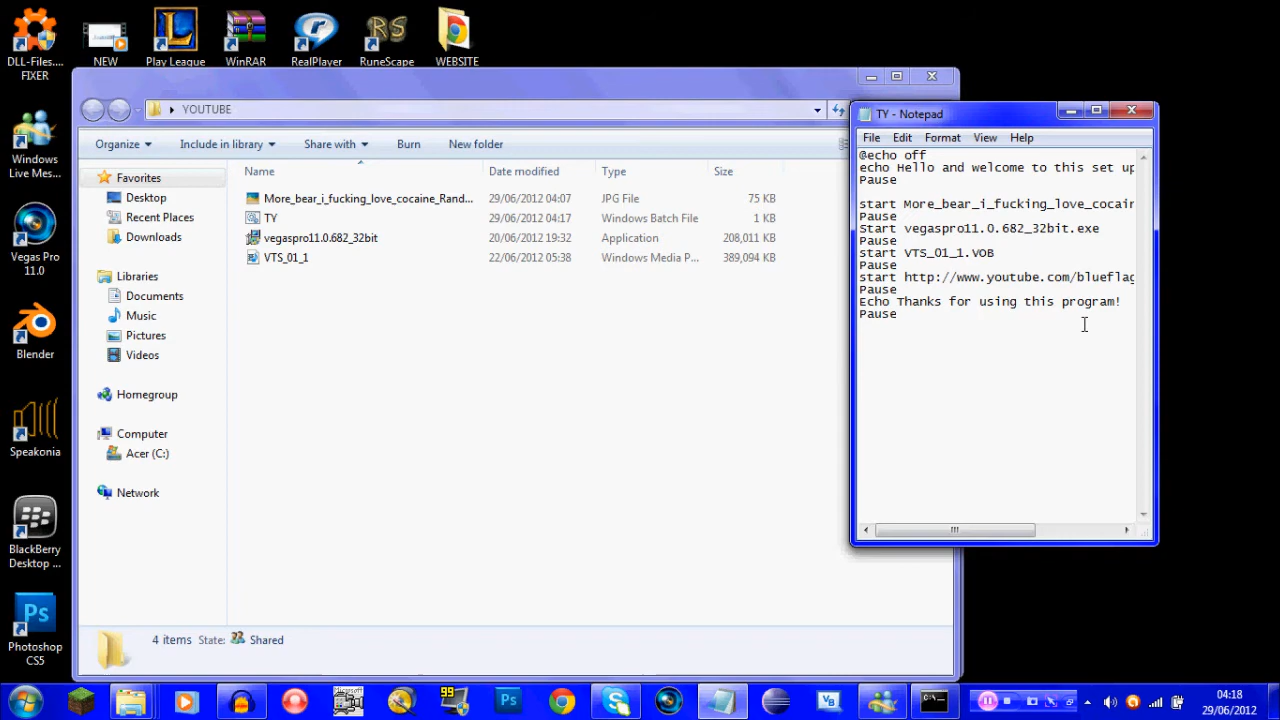 DLL-Files....
FIXER
NEW
Play League
WinRAR
RealPlayer
RS
RuneScape
WEBSITE
Windows
Live Mes...
Vegas Pro
11.0
Blender
Speakonia
BlackBerry
Desktop ...
Ps
Photoshop
CS5
YOUTUBE
Organize
Include in library
Share with
Burn
New folder
Name
Date modified
Type
Size
Favorites
Desktop
Recent Places
Downloads
Libraries
Documents
Music
Pictures
Videos
Homegroup
Computer
Acer (C:)
Network
More_bear_i_fucking_love_cocaine_Rand... 29/06/2012 04:07 JPG File 75 KB
TY 29/06/2012 04:17 Windows Batch File 1 KB
vegaspro11.0.682_32bit 20/06/2012 19:32 Application 208,011 KB
VTS_01_1 22/06/2012 05:38 Windows Media P... 389,094 KB
4 items State: Shared
TY - Notepad
File Edit Format View Help
@echo off
echo Hello and welcome to this set up
Pause
start More_bear_i_fucking_love_cocain
Pause
Start vegaspro11.0.682_32bit.exe
Pause
start VTS_01_1.VOB
Pause
start http://www.youtube.com/blueflag
Pause
Echo Thanks for using this program!
Pause
Microsoft
99
Ps
VB
04:18
29/06/2012